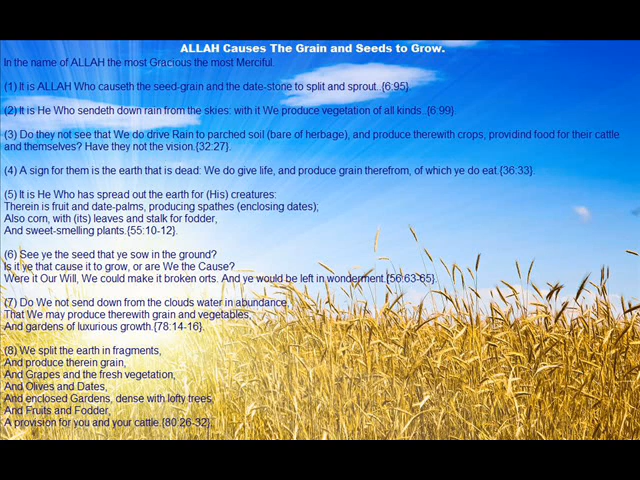 ALLAH Causes The Grain and Seeds to Grow.
In the name of ALLAH the most Gracious the most Merciful.
(1) It is ALLAH Who causeth the seed-grain and the date-stone to split and sprout. {6:95}.
(2) It is He Who sendeth down rain from the skies: with it We produce vegetation of all kinds. {6:99}.
(3) Do they not see that We do drive Rain to parched soil (bare of herbage), and produce therewith crops, providind food for their cattle
and themselves? Have they not the vision.{32:27}.
(4) A sign for them is the earth that is dead: We do give life, and produce grain therefrom, of which ye do eat.{36:33}.
(5) It is He Who has spread out the earth for (His) creatures:
Therein is fruit and date-palms, producing spathes (enclosing dates);
Also corn, with (its) leaves and stalk for fodder,
And sweet-smelling plants.{55:10-12}.
(6) See ye the seed that ye sow in the ground?
Is it ye that cause it to grow, or are We the Cause?
Were it Our Will, We could make it broken orts. And ye would be left in wonderment.{56:63-65}.
(7) Do We not send down from the clouds water in abundance,
That We may produce therewith grain and vegetables,
And gardens of luxurious growth.{78:14-16}.
(8) We split the earth in fragments,
And produce therein grain,
And Grapes and the fresh vegetation,
And Olives and Dates,
And enclosed Gardens, dense with lofty trees,
And Fruits and Fodder,
A provision for you and your cattle.{80:26-32}.